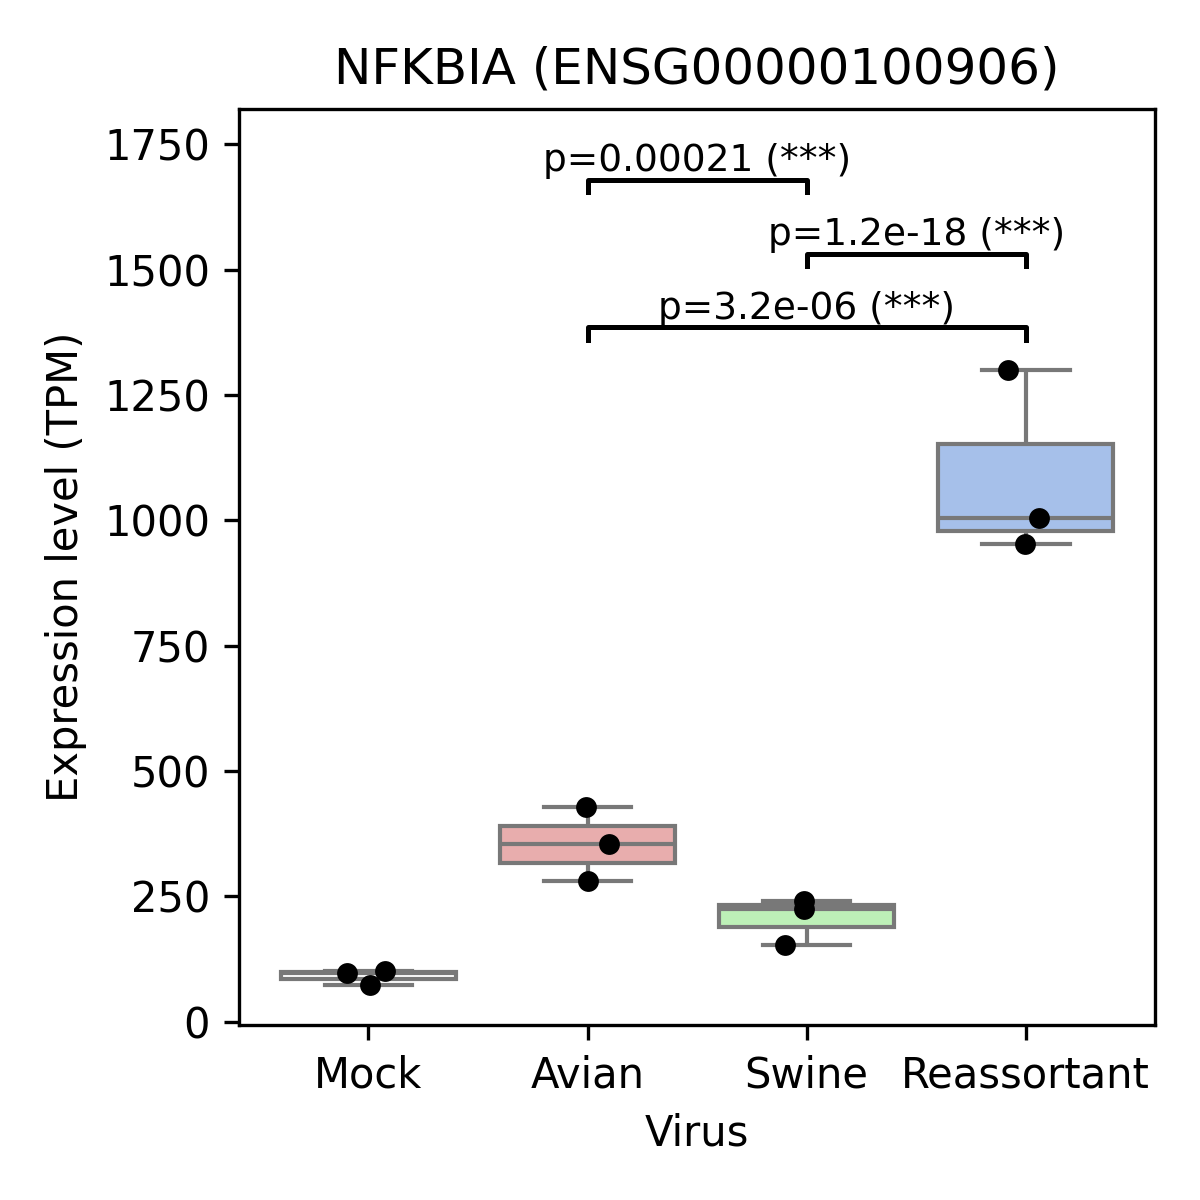 NFKBIA (ENSG00000100906)
1750
1500
1250
1000
750
500
250
0
Expression level (TPM)
p=0.00021 (***)
p=1.2e-18 (***)
p=3.2e-06 (***)
Mock
Avian
Swine
Reassortant
Virus